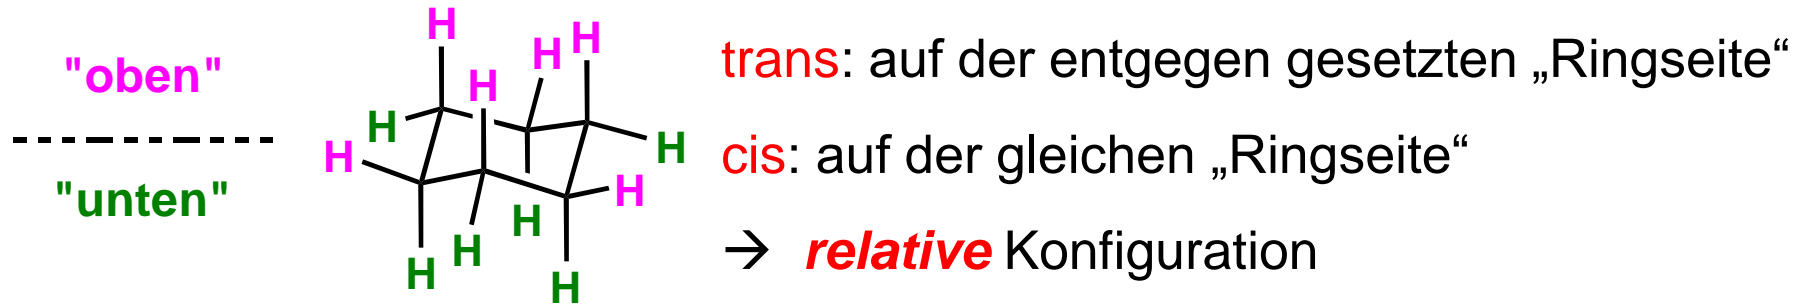 "oben"
"unten"
H
H
H
H
H
H
H
H
H
H
H
H
trans: auf der entgegen gesetzten „Ringseite“
cis: auf der gleichen „Ringseite“
→ relative Konfiguration